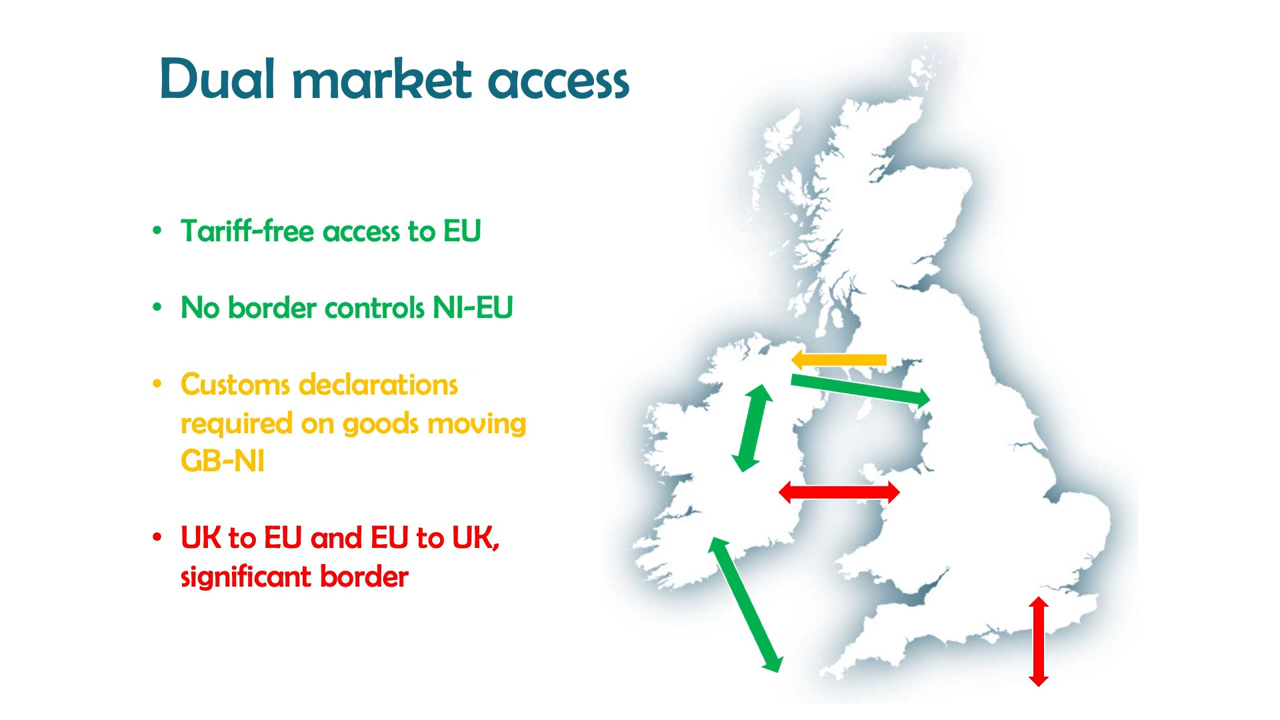 Dual market access
• Tariff-free access to EU
• No border controls NI-EU
• Customs declarations
required on goods moving
GB-NI
• UK to EU and EU to UK,
significant border